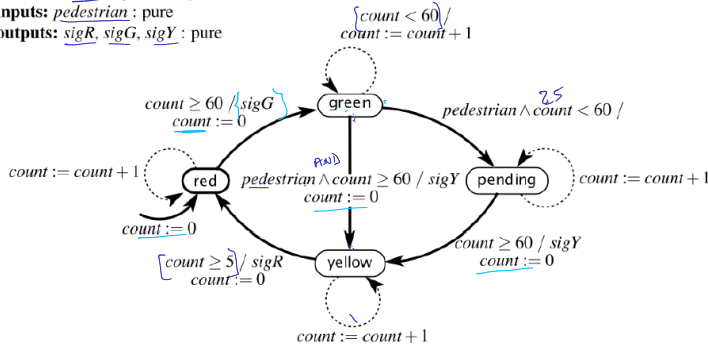 inputs: pedestrian : pure
outputs: sigR, sigG, sigY : pure
count < 60 /
count := count + 1
25
count ≥ 60 / sigG
count := 0
green
pedestrian ∧ count < 60 /
AND
count := count + 1
red
pedestrian ∧ count ≥ 60 / sigY
count := 0
pending
count := count + 1
count := 0
count ≥ 5 / sigR
count := 0
yellow
count ≥ 60 / sigY
count := 0
count := count + 1